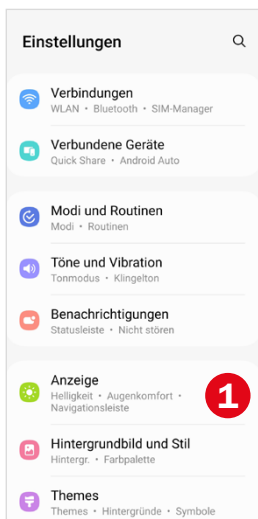 Einstellungen
Verbindungen
WLAN • Bluetooth • SIM-Manager
Verbundene Geräte
Quick Share • Android Auto
Modi und Routinen
Modi • Routinen
Töne und Vibration
Tonmodus • Klingelton
Benachrichtigungen
Statusleiste • Nicht stören
Anzeige
Helligkeit • Augenkomfort •
Navigationsleiste
1
Hintergrundbild und Stil
Hintergr. • Farbpalette
Themes
Themes • Hintergründe • Symbole